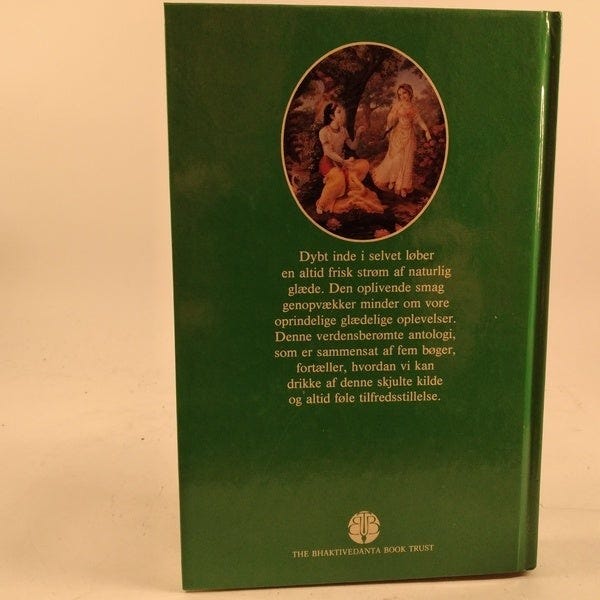 Dybt inde i selvet løber
en altid frisk strøm af naturlig
glæde. Den oplivende smag
genopvækker minder om vore
oprindelige glædelige oplevelser.
Denne verdensberømte antologi,
som er sammensat af fem bøger,
fortæller, hvordan vi kan
drikke af denne skjulte kilde
og altid føle tilfredsstillelse.
BBT
THE BHAKTIVEDANTA BOOK TRUST